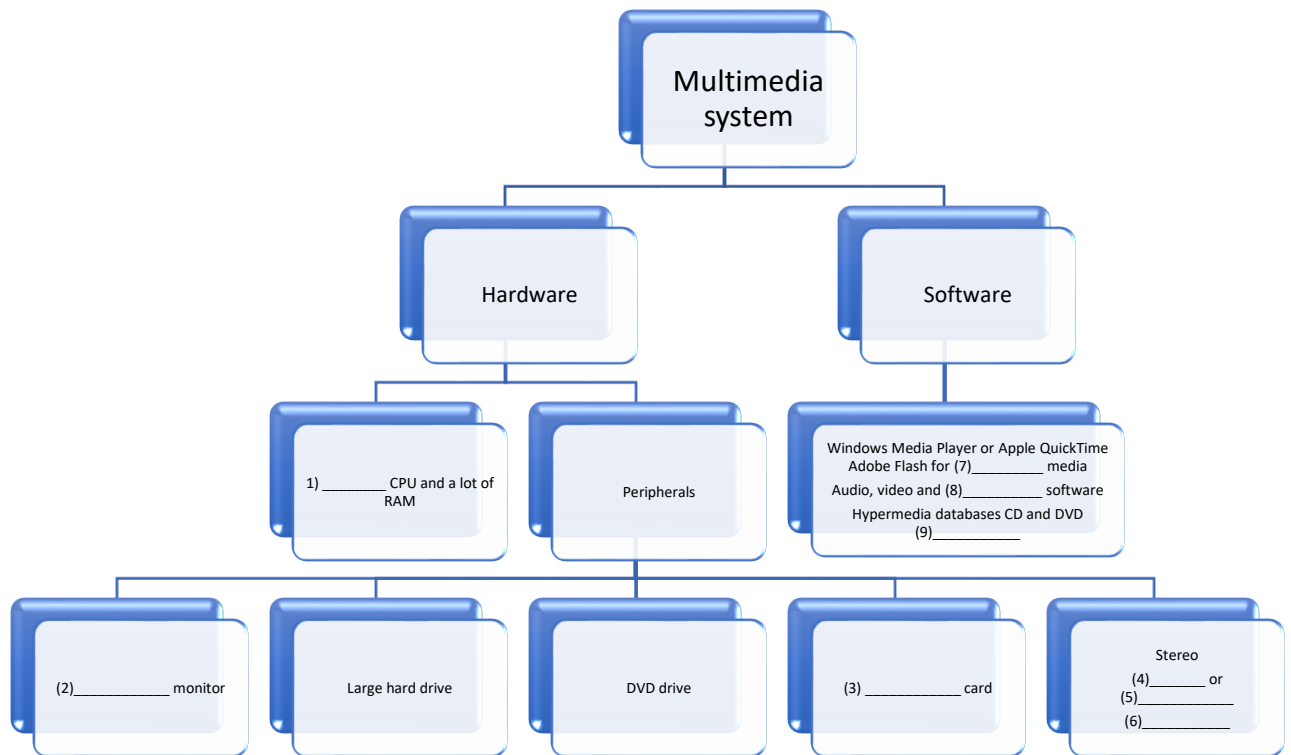 Multimedia
system
Hardware
Software
1) ________ CPU and a lot of
RAM
Peripherals
Windows Media Player or Apple QuickTime
Adobe Flash for (7)_________ media
Audio, video and (8)__________ software
Hypermedia databases CD and DVD
(9)___________
(2)____________ monitor
Large hard drive
DVD drive
(3) ____________ card
Stereo
(4)_______ or
(5)____________
(6)___________